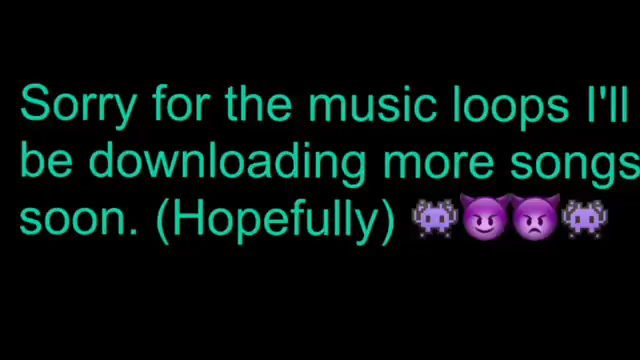 Sorry for the music loops I'll
be downloading more songs
soon. (Hopefully) 👾😈👿👾